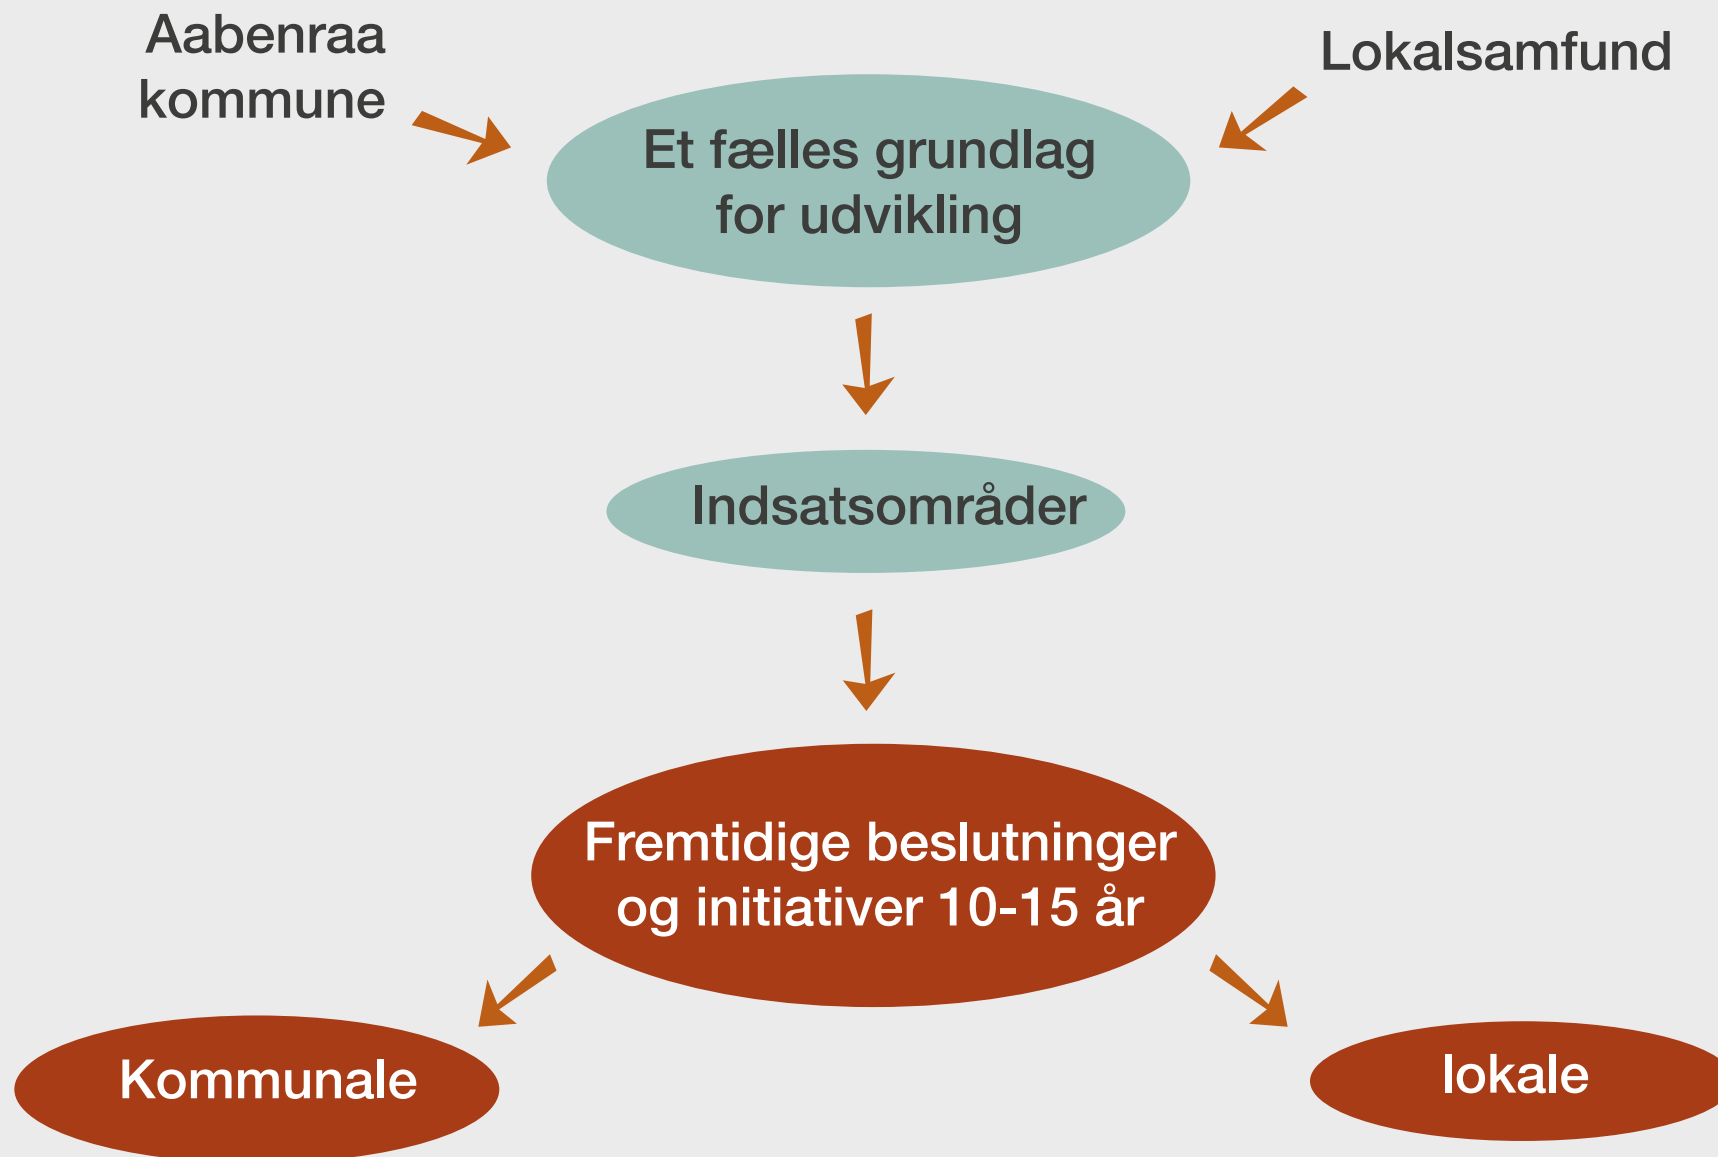 Aabenraa
kommune
Lokalsamfund
Et fælles grundlag
for udvikling
Indsatsområder
Fremtidige beslutninger
og initiativer 10-15 år
Kommunale
lokale